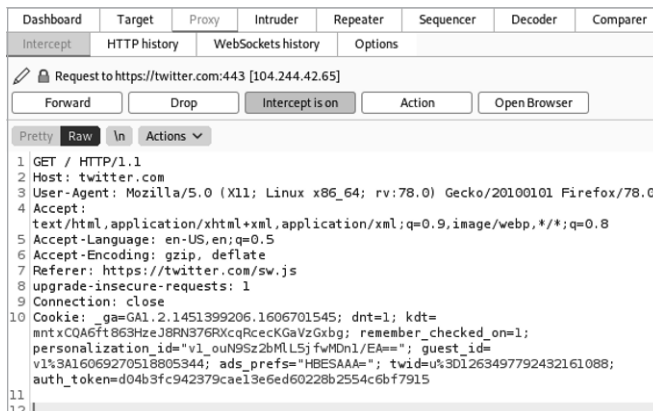 Dashboard Target Proxy Intruder Repeater Sequencer Decoder Comparer
Intercept HTTP history WebSockets history Options
Request to https://twitter.com:443 [104.244.42.65]
Forward Drop Intercept is on Action Open Browser
Pretty Raw \n Actions
1 GET / HTTP/1.1
2 Host: twitter.com
3 User-Agent: Mozilla/5.0 (X11; Linux x86_64; rv:78.0) Gecko/20100101 Firefox/78.0
4 Accept:
text/html,application/xhtml+xml,application/xml;q=0.9,image/webp,*/*;q=0.8
5 Accept-Language: en-US,en;q=0.5
6 Accept-Encoding: gzip, deflate
7 Referer: https://twitter.com/sw.js
8 upgrade-insecure-requests: 1
9 Connection: close
10 Cookie: _ga=GA1.2.1451399206.1606701545; dnt=1; kdt=
mntxCQA6ft863HzeJ8RN376RXcqRcecKGaVzGxbg; remember_checked_on=1;
personalization_id="v1_ouN9Sz2bMlL5jfwMDn1/EA=="; guest_id=
v1%3A16069270518805344; ads_prefs="HBESAAA="; twid=u%3D1263497792432161088;
auth_token=d04b3fc942379cae13e6ed60228b2554c6bf7915
11
12